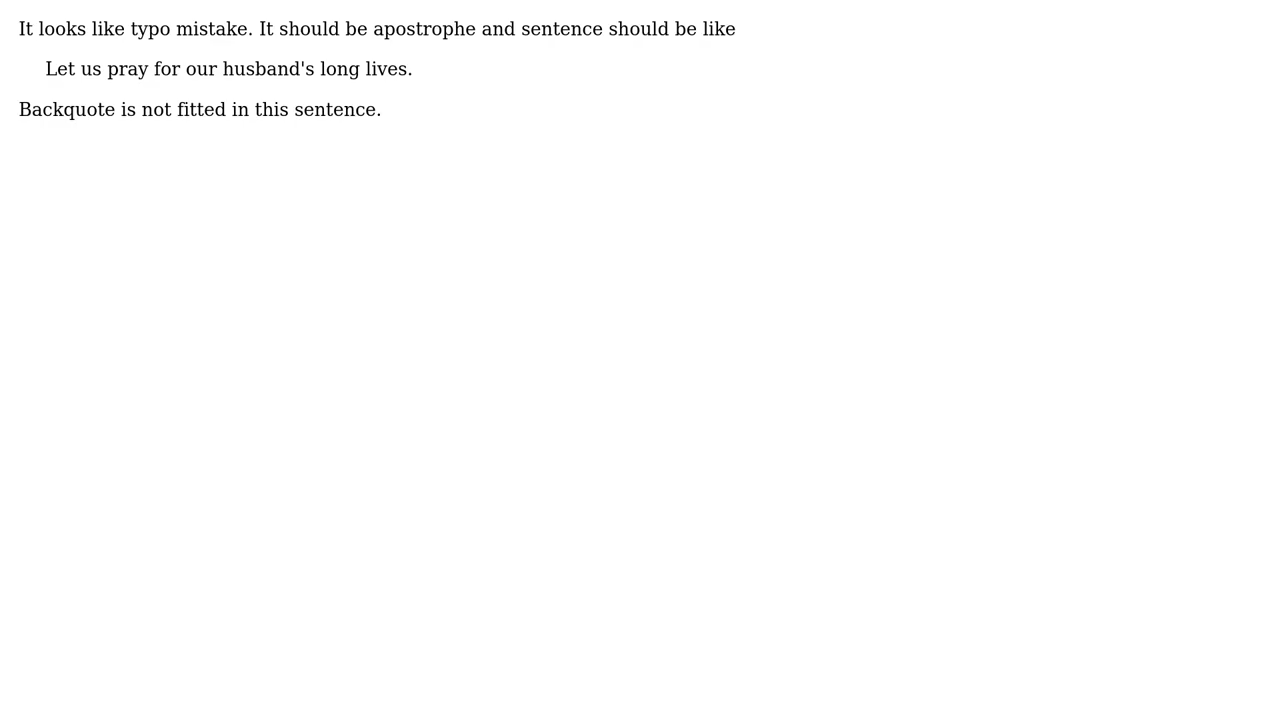 It looks like typo mistake. It should be apostrophe and sentence should be like
Let us pray for our husband's long lives.
Backquote is not fitted in this sentence.